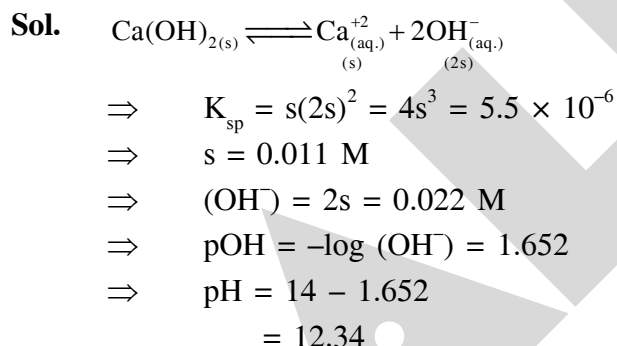 Sol. Ca(OH)₂₍ₛ₎ ⇌ Ca⁺²(aq.) + 2OH⁻(aq.)
(s) (2s)
⇒ Kₛₚ = s(2s)² = 4s³ = 5.5 × 10⁻⁶
⇒ s = 0.011 M
⇒ (OH⁻) = 2s = 0.022 M
⇒ pOH = –log (OH⁻) = 1.652
⇒ pH = 14 – 1.652
= 12.34